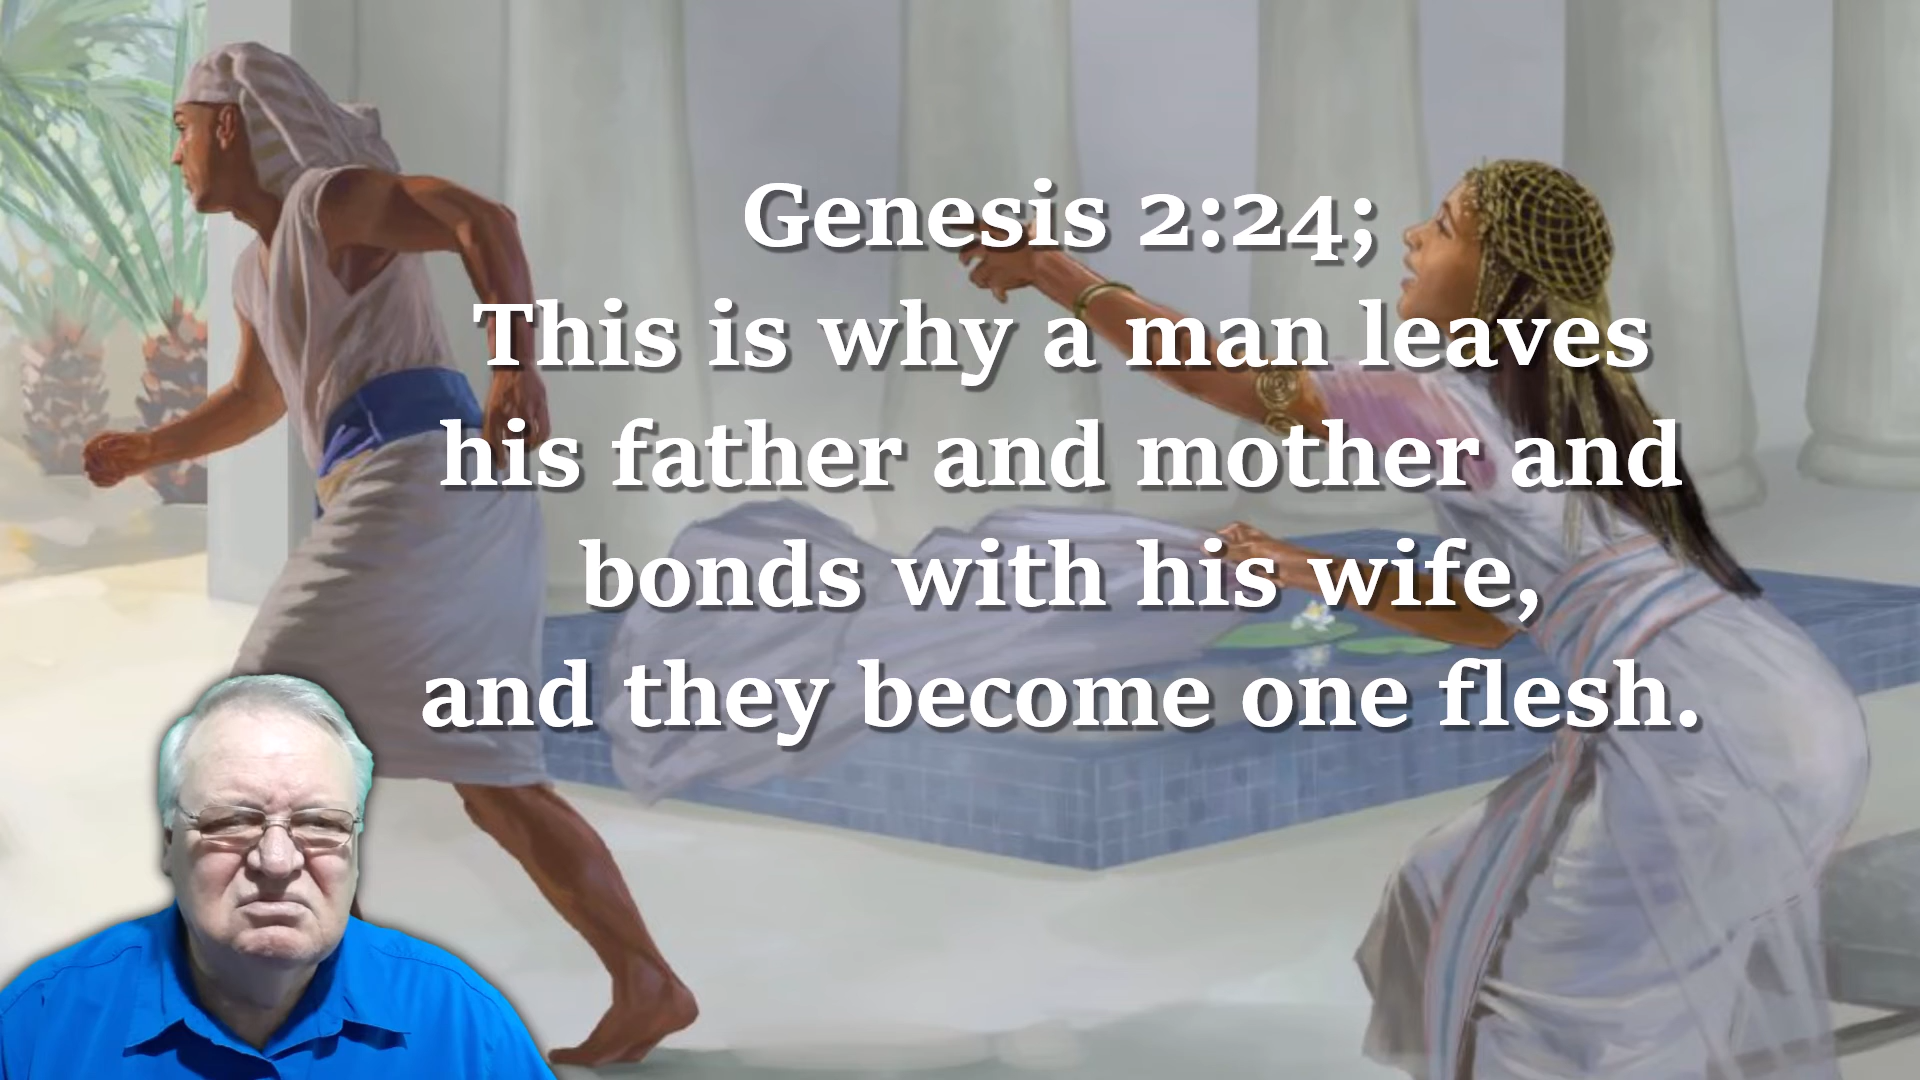 Genesis 2:24;
This is why a man leaves
his father and mother and
bonds with his wife,
and they become one flesh.